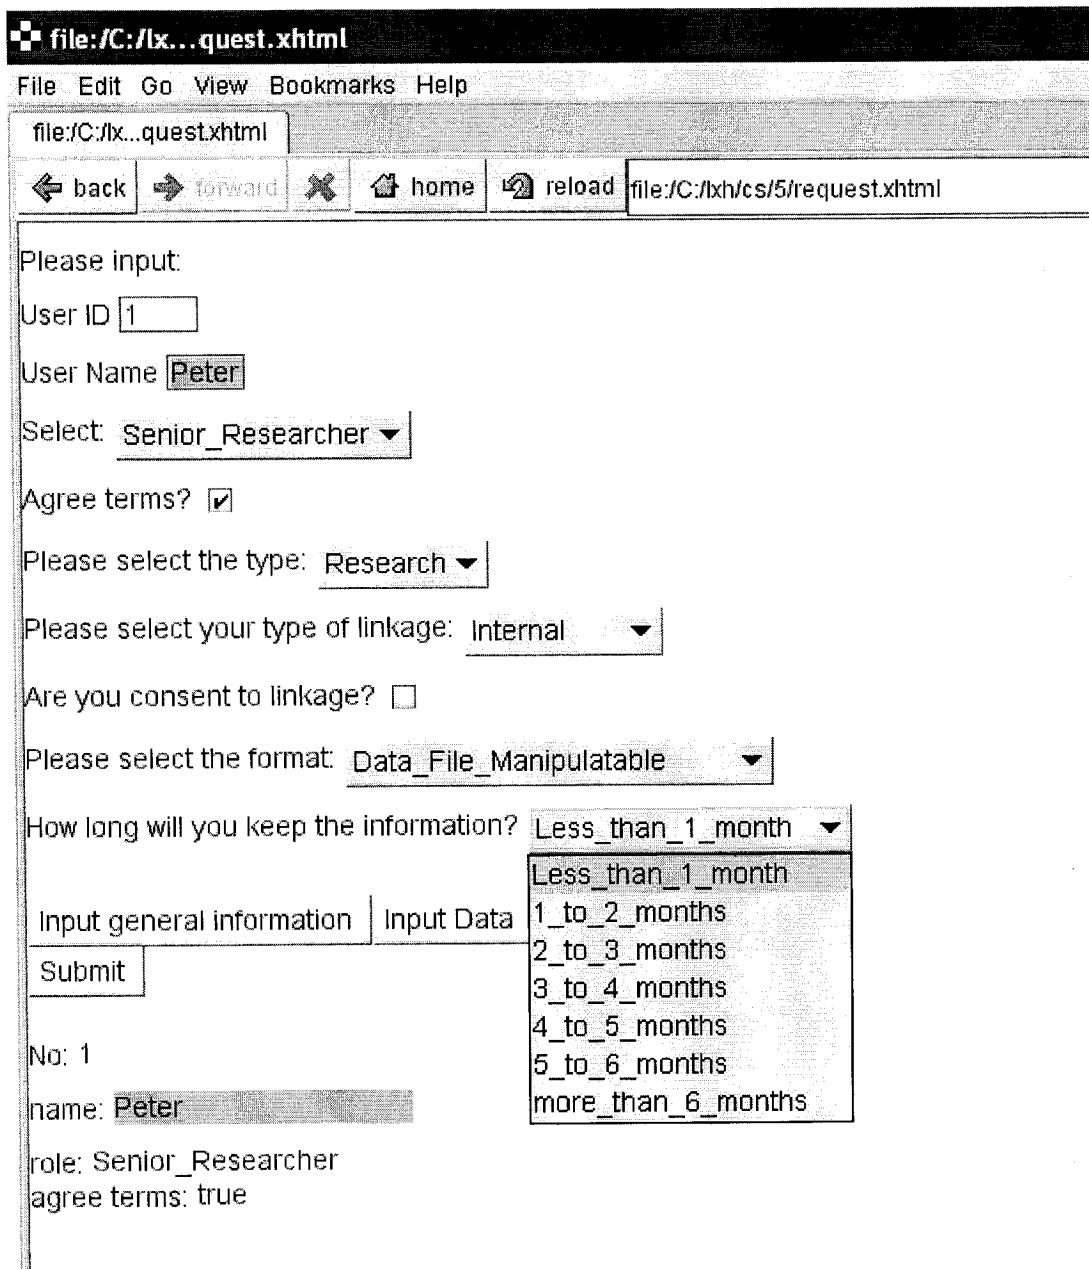 file:/C:/lx...quest.xhtml
File Edit Go View Bookmarks Help
file:/C:/lx...quest.xhtml
back forward home reload file:/C:/lxh/cs/5/request.xhtml
Please input:
User ID 1
User Name Peter
Select: Senior_Researcher
Agree terms?
Please select the type: Research
Please select your type of linkage: Internal
Are you consent to linkage?
Please select the format: Data_File_Manipulatable
How long will you keep the information? Less_than_1_month
Less_than_1_month
Input general information Input Data 1_to_2_months
2_to_3_months
Submit
3_to_4_months
4_to_5_months
5_to_6_months
more_than_6_months
No: 1
name: Peter
role: Senior_Researcher
agree terms: true